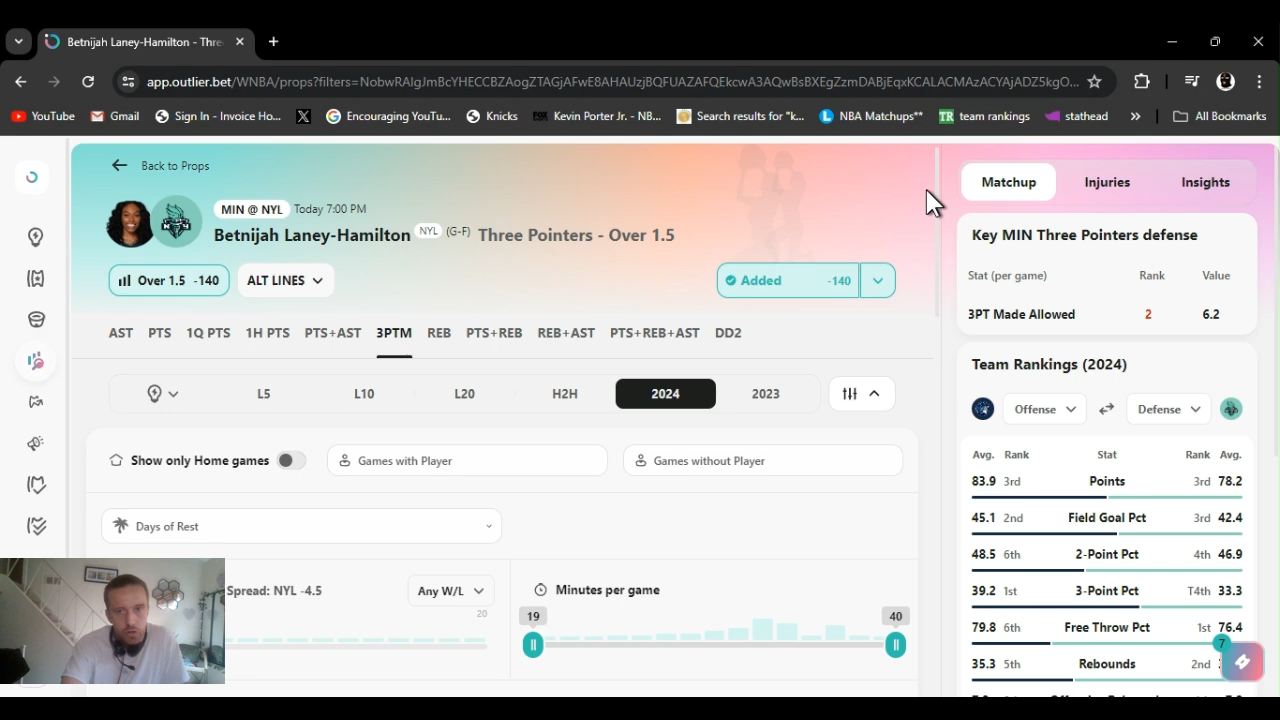 Betnijah Laney-Hamilton - Thre
app.outlier.bet/WNBA/props?filters=NobwRAlgJmBcYHECCBZAogZTAGjAFwE8AHAUzjBQFUAZAFQEkcwA3AQwBsBXEgZzmDABjEqxKCALACMAzACYAjADZ5kgO...
YouTube
Gmail
Sign In - Invoice Ho...
Encouraging YouTu...
Knicks
Kevin Porter Jr. - NB...
Search results for "k...
NBA Matchups**
TR team rankings
stathead
»
All Bookmarks
Back to Props
MIN @ NYL Today 7:00 PM
Betnijah Laney-Hamilton NYL (G-F) Three Pointers - Over 1.5
Over 1.5 -140
ALT LINES
Added -140
AST PTS 1Q PTS 1H PTS PTS+AST 3PTM REB PTS+REB REB+AST PTS+REB+AST DD2
L5 L10 L20 H2H 2024 2023
Show only Home games
Games with Player
Games without Player
Days of Rest
Spread: NYL -4.5
Any W/L
20
Minutes per game
19 40
Matchup Injuries Insights
Key MIN Three Pointers defense
Stat (per game) Rank Value
3PT Made Allowed 2 6.2
Team Rankings (2024)
Offense Defense
Avg. Rank Stat Rank Avg.
83.9 3rd Points 3rd 78.2
45.1 2nd Field Goal Pct 3rd 42.4
48.5 6th 2-Point Pct 4th 46.9
39.2 1st 3-Point Pct T4th 33.3
79.8 6th Free Throw Pct 1st 76.4
7
35.3 5th Rebounds 2nd